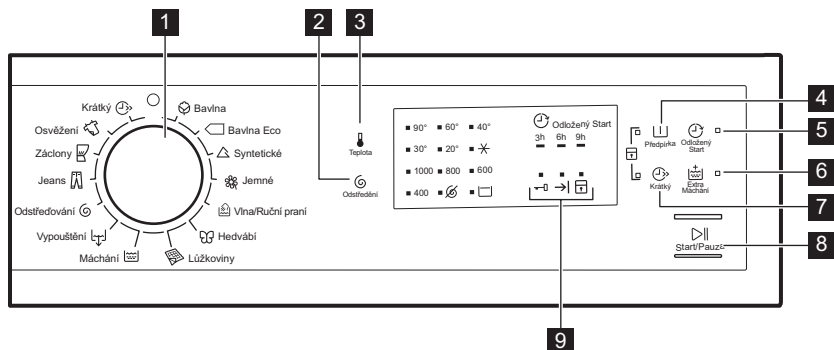 1
2
3
4
5
6
7
8
9
Krátký
Osvěžení
Záclony
Jeans
Odstřeďování
Vypouštění
Máchání
Bavlna
Bavlna Eco
Syntetické
Jemné
Vlna/Ruční praní
Hedvábí
Lůžkoviny
Teplota
Odstředění
90° 60° 40°
30° 20°
1000 800 600
400
Odložený Start
3h 6h 9h
Předpírka
Odložený
Start
Krátký
Extra
Máchání
Start/Pauza